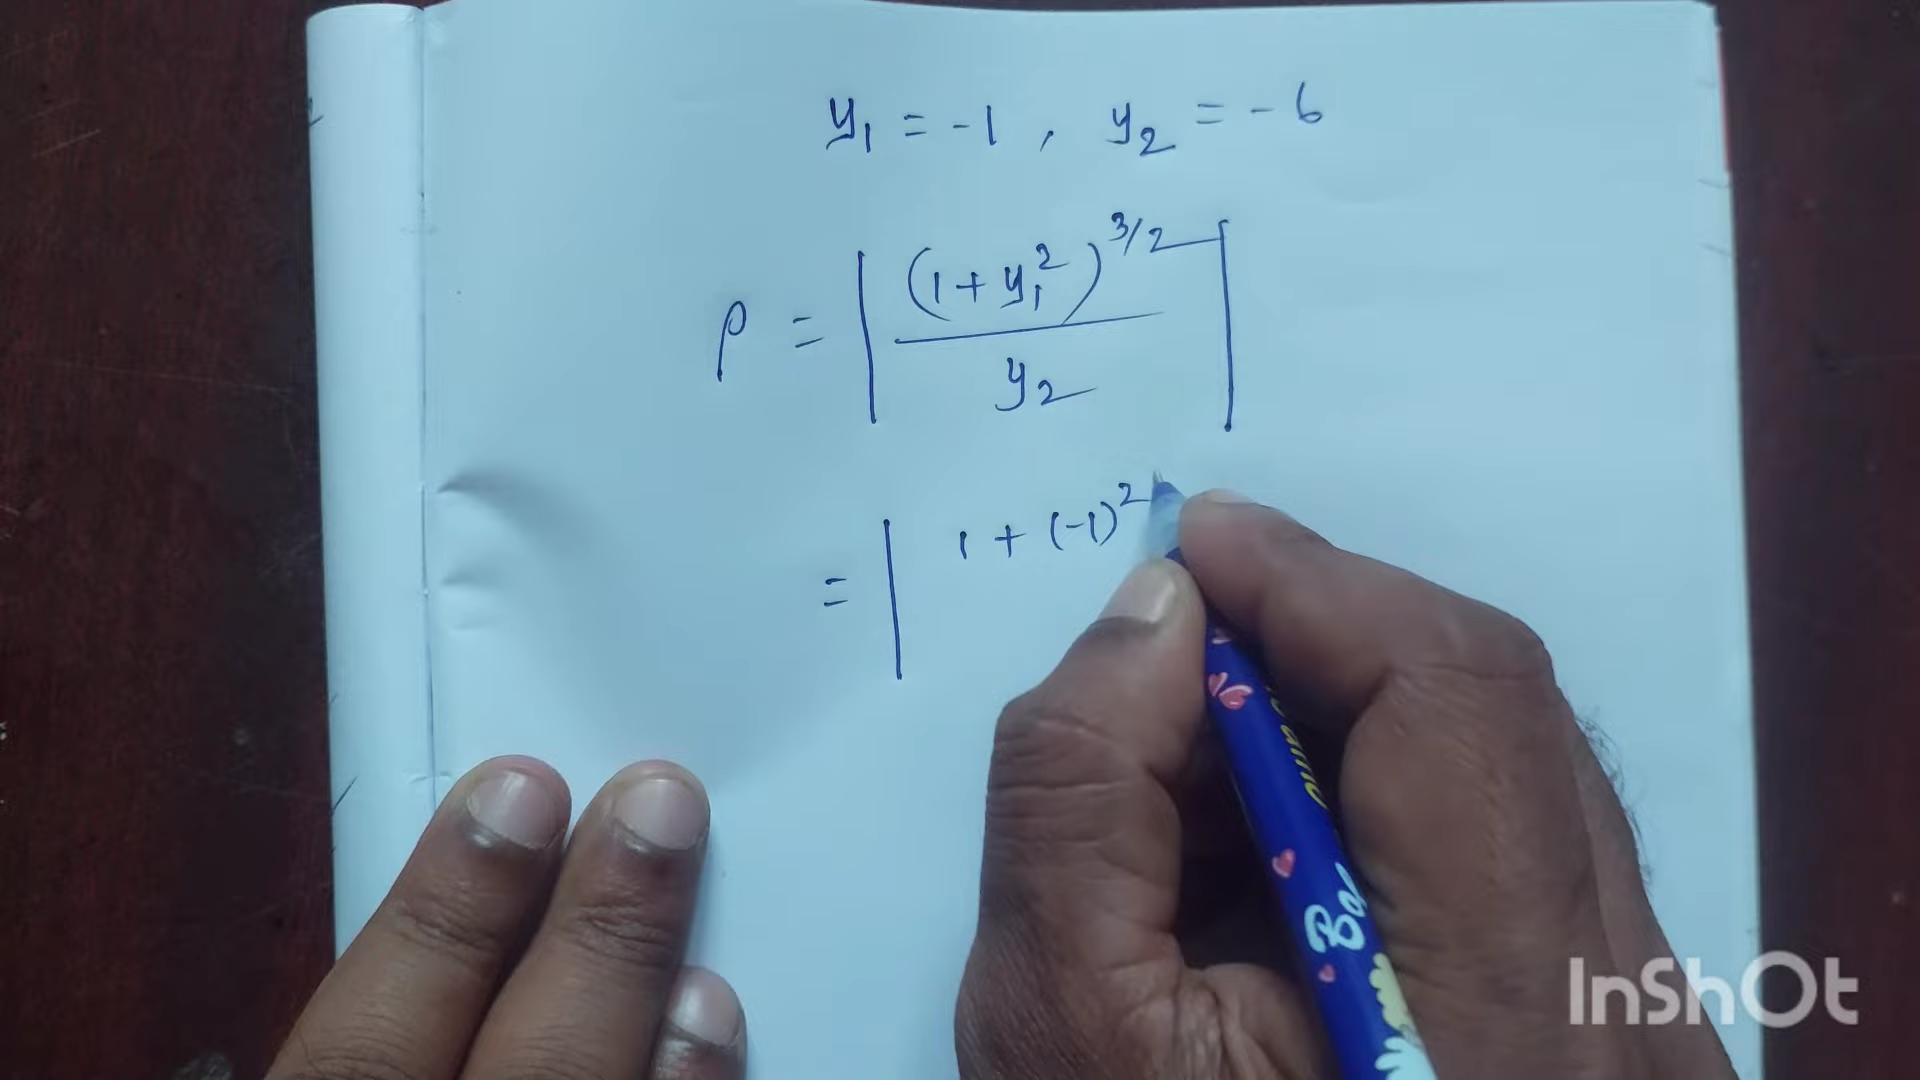 y₁ = -1, y₂ = -6
ρ = | (1 + y₁²)^3/2 / y₂ |
= | 1 + (-1)²
InShOt